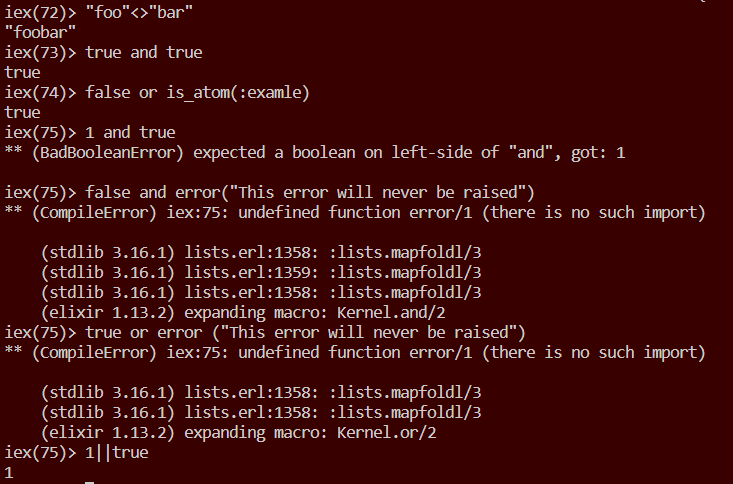 iex(72)> "foo"<>"bar"
"foobar"
iex(73)> true and true
true
iex(74)> false or is_atom(:examle)
true
iex(75)> 1 and true
** (BadBooleanError) expected a boolean on left-side of "and", got: 1
iex(75)> false and error("This error will never be raised")
** (CompileError) iex:75: undefined function error/1 (there is no such import)
(stdlib 3.16.1) lists.erl:1358: :lists.mapfoldl/3
(stdlib 3.16.1) lists.erl:1359: :lists.mapfoldl/3
(stdlib 3.16.1) lists.erl:1358: :lists.mapfoldl/3
(elixir 1.13.2) expanding macro: Kernel.and/2
iex(75)> true or error ("This error will never be raised")
** (CompileError) iex:75: undefined function error/1 (there is no such import)
(stdlib 3.16.1) lists.erl:1358: :lists.mapfoldl/3
(stdlib 3.16.1) lists.erl:1358: :lists.mapfoldl/3
(elixir 1.13.2) expanding macro: Kernel.or/2
iex(75)> 1||true
1